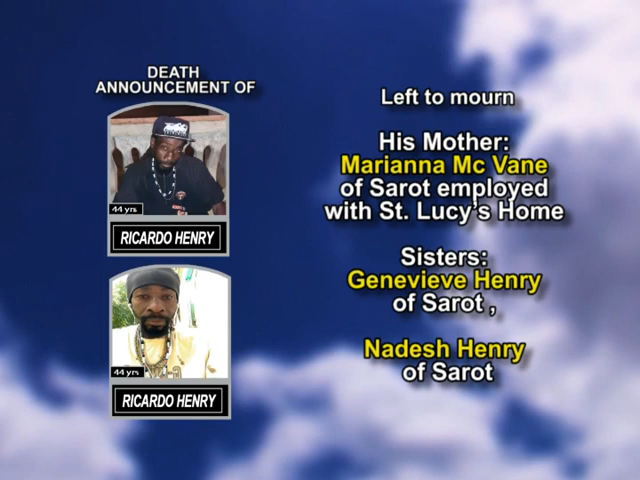 DEATH
ANNOUNCEMENT OF
44 yrs
RICARDO HENRY
44 yrs
RICARDO HENRY
Left to mourn
His Mother:
Marianna Mc Vane
of Sarot employed
with St. Lucy's Home
Sisters:
Genevieve Henry
of Sarot ,
Nadesh Henry
of Sarot